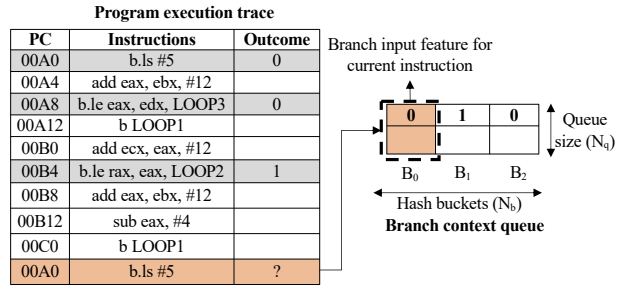 Program execution trace
PC Instructions Outcome
00A0 b.ls #5 0
00A4 add eax, ebx, #12
00A8 b.le eax, edx, LOOP3 0
00A12 b LOOP1
00B0 add ecx, eax, #12
00B4 b.le rax, eax, LOOP2 1
00B8 add eax, ebx, #12
00B12 sub eax, #4
00C0 b LOOP1
00A0 b.ls #5 ?
Branch input feature for
current instruction
0 1 0
Queue
size (Nq)
B0 B1 B2
Hash buckets (Nb)
Branch context queue